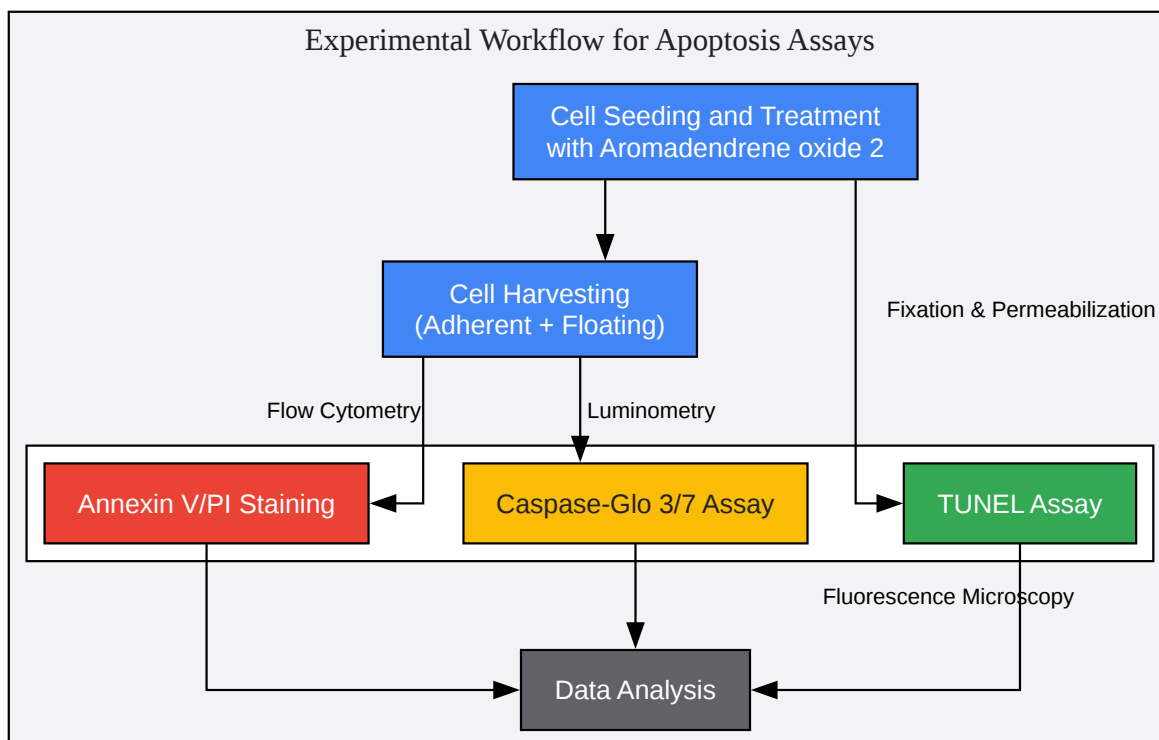 Experimental Workflow for Apoptosis Assays
Cell Seeding and Treatment
with Aromadendrene oxide 2
Cell Harvesting
(Adherent + Floating)
Fixation & Permeabilization
Flow Cytometry
Luminometry
Annexin V/PI Staining
Caspase-Glo 3/7 Assay
TUNEL Assay
Fluorescence Microscopy
Data Analysis